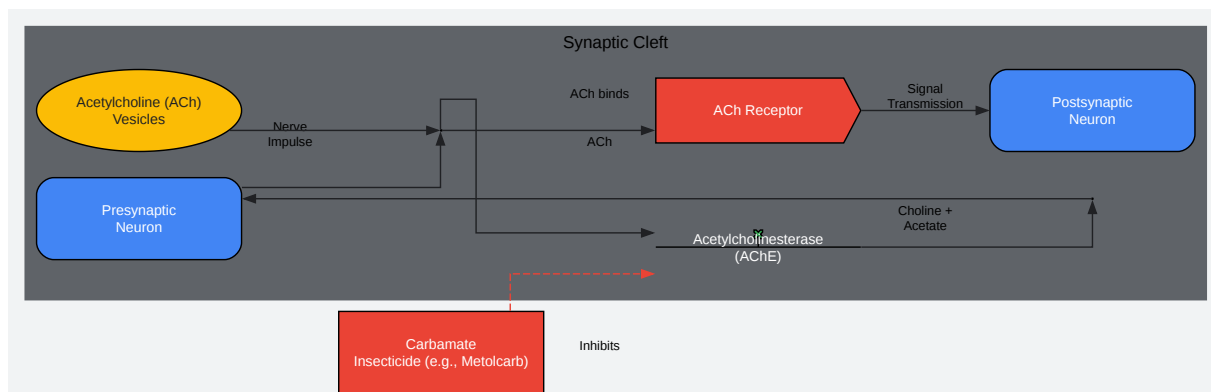 Synaptic Cleft
Acetylcholine (ACh)
Vesicles
Nerve
Impulse
ACh binds
ACh
ACh Receptor
Signal
Transmission
Postsynaptic
Neuron
Presynaptic
Neuron
Choline +
Acetate
Acetylcholinesterase
(AChE)
Carbamate
Insecticide (e.g., Metolcarb)
Inhibits